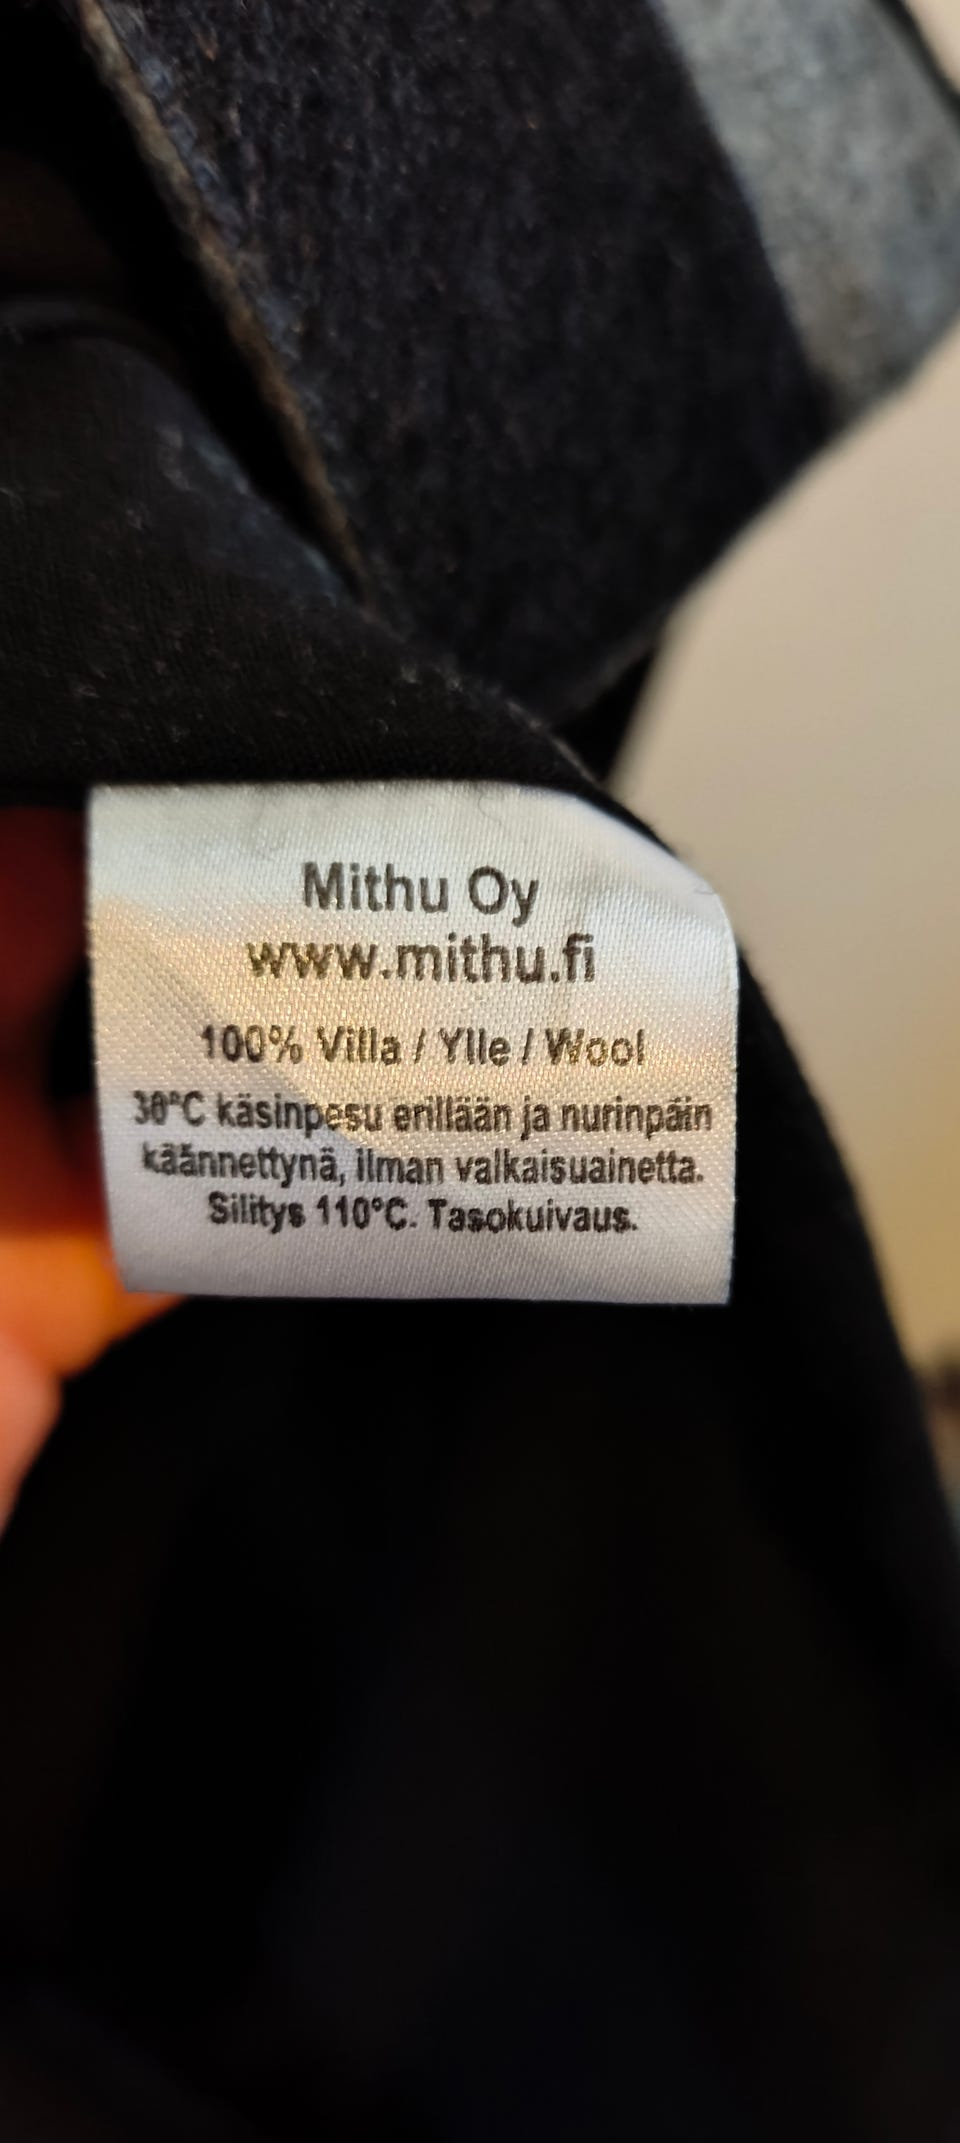 Mithu Oy
www.mithu.fi
100% Villa / Ylle / Wool
30°C käsinpesu erillään ja nurinpäin
käännettynä, ilman valkaisuainetta.
Silitys 110°C. Tasokuivaus.